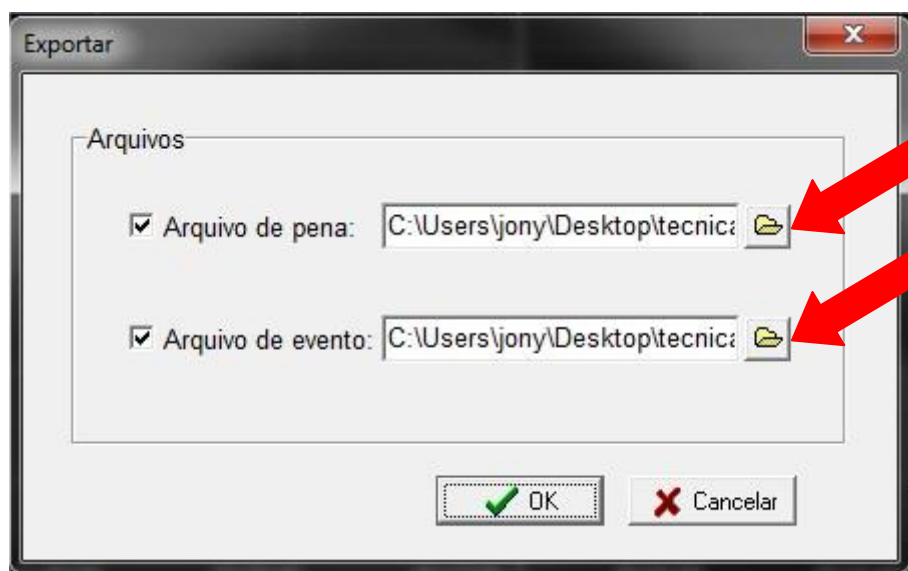 Exportar
Arquivos
Arquivo de pena: C:\Users\jony\Desktop\tecnica
Arquivo de evento: C:\Users\jony\Desktop\tecnica
OK Cancelar